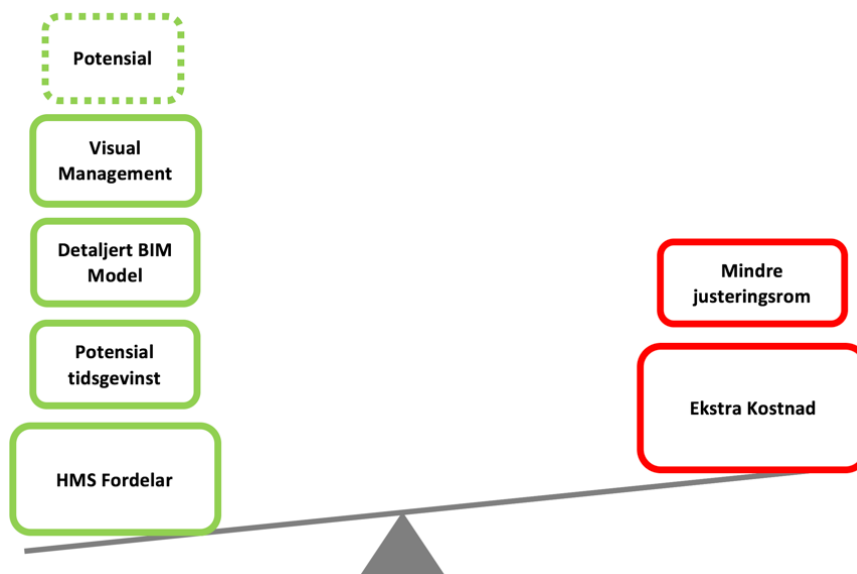 Potensial
Visual
Management
Detaljert BIM
Model
Potensial
tidsgevinst
HMS Fordelar
Mindre
justeringsrom
Ekstra Kostnad